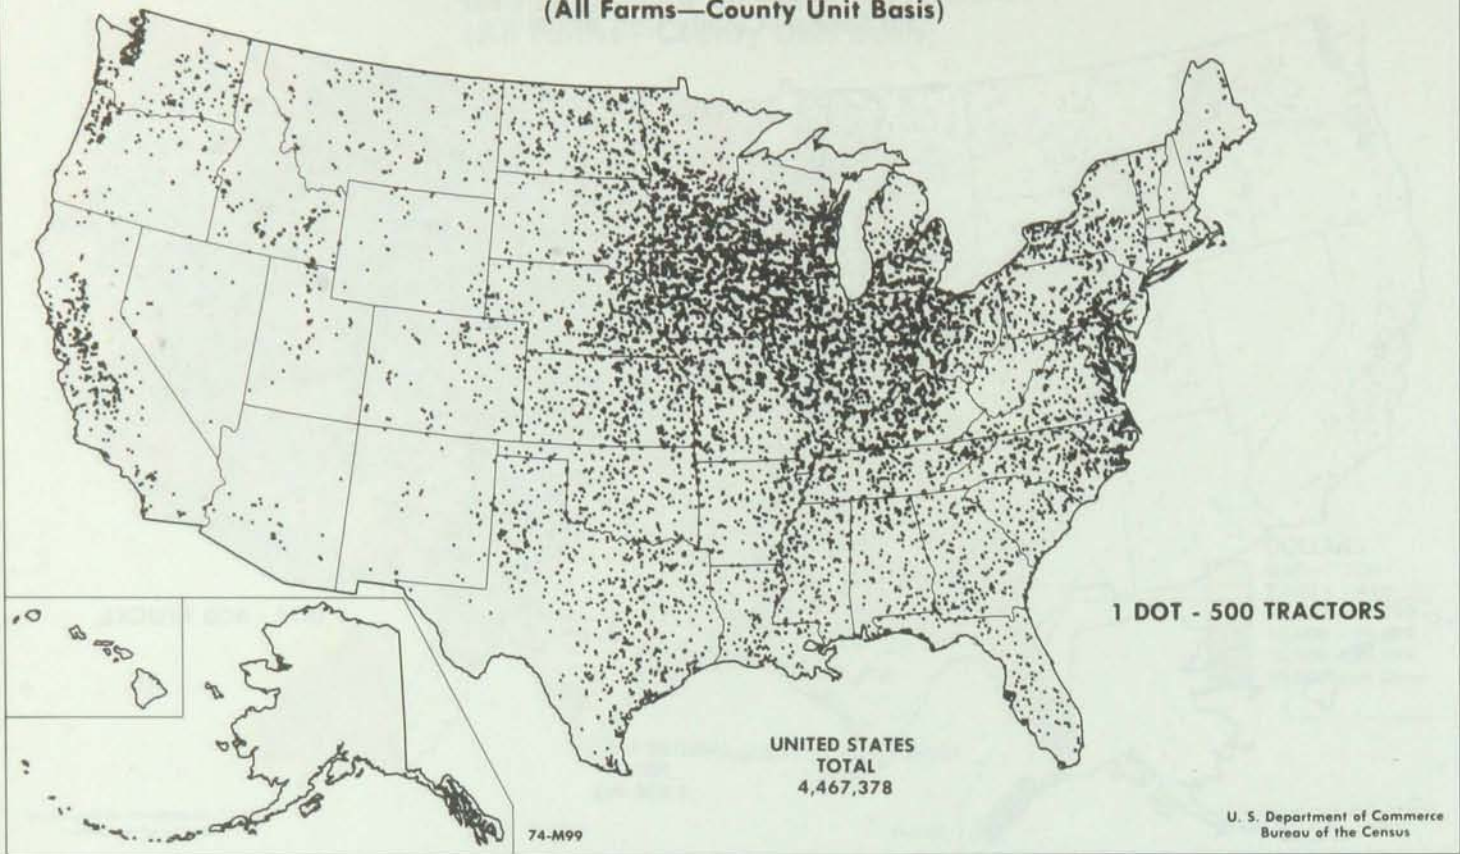 (All Farms—County Unit Basis)
1 DOT - 500 TRACTORS
UNITED STATES
TOTAL
4,467,378
74-M99
U. S. Department of Commerce
Bureau of the Census